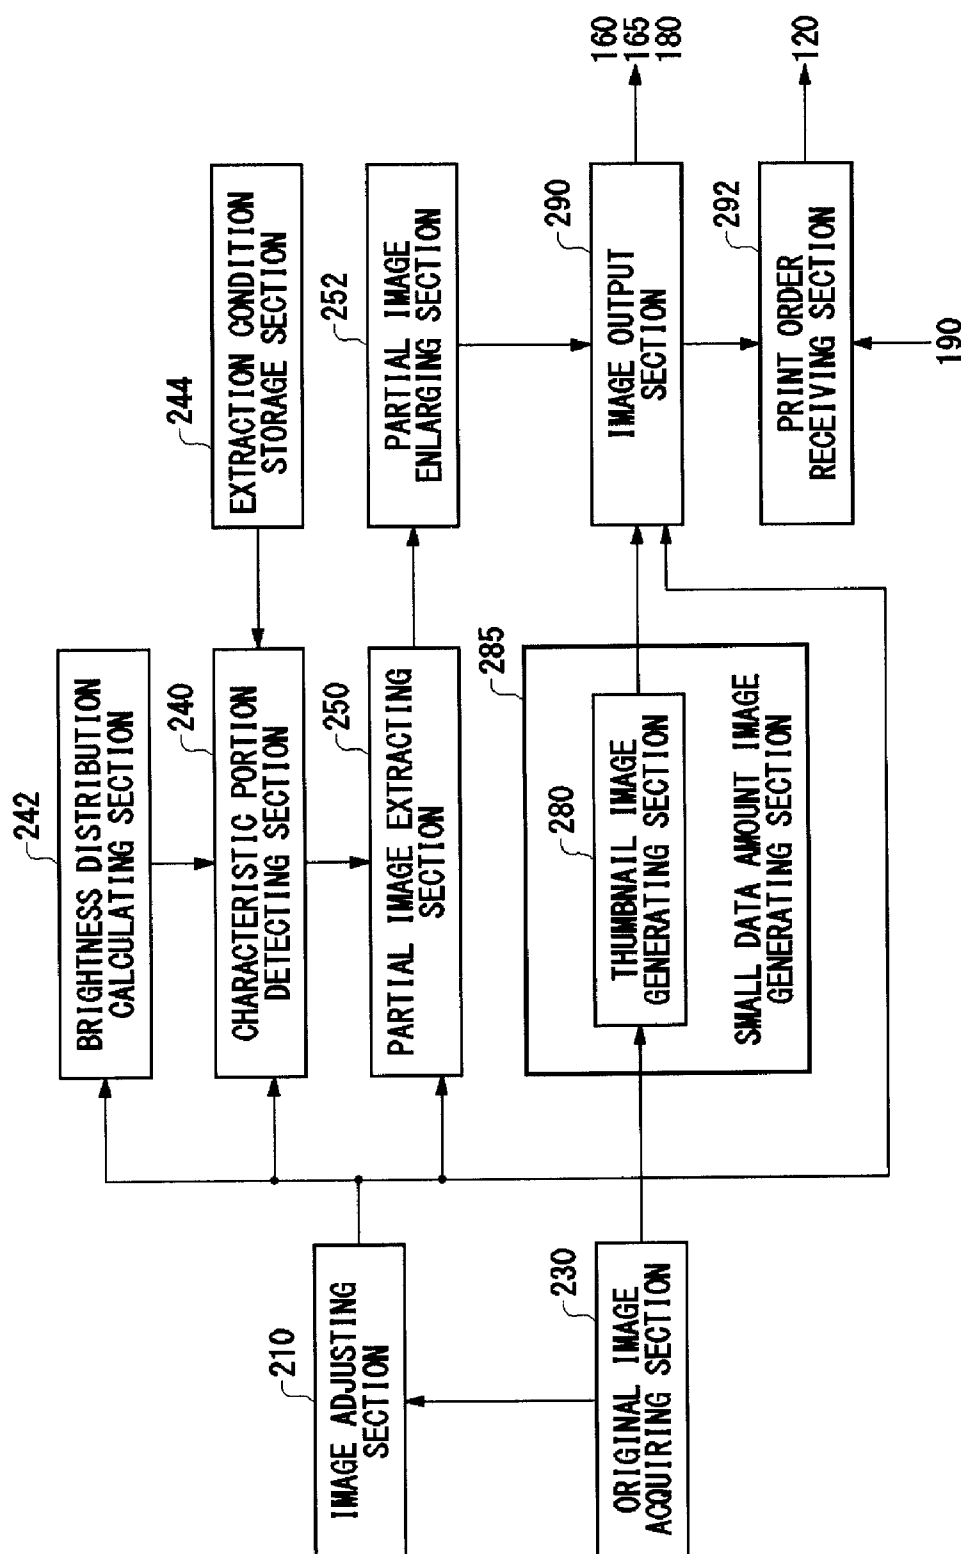 242
BRIGHTNESS DISTRIBUTION
CALCULATING SECTION
244
EXTRACTION CONDITION
STORAGE SECTION
240
CHARACTERISTIC PORTION
DETECTING SECTION
210
IMAGE ADJUSTING
SECTION
250
PARTIAL IMAGE EXTRACTING
SECTION
252
PARTIAL IMAGE
ENLARGING SECTION
230
ORIGINAL IMAGE
ACQUIRING SECTION
285
280
THUMBNAIL IMAGE
GENERATING SECTION
SMALL DATA AMOUNT IMAGE
GENERATING SECTION
290
IMAGE OUTPUT
SECTION
160
165
180
292
PRINT ORDER
RECEIVING SECTION
120
190